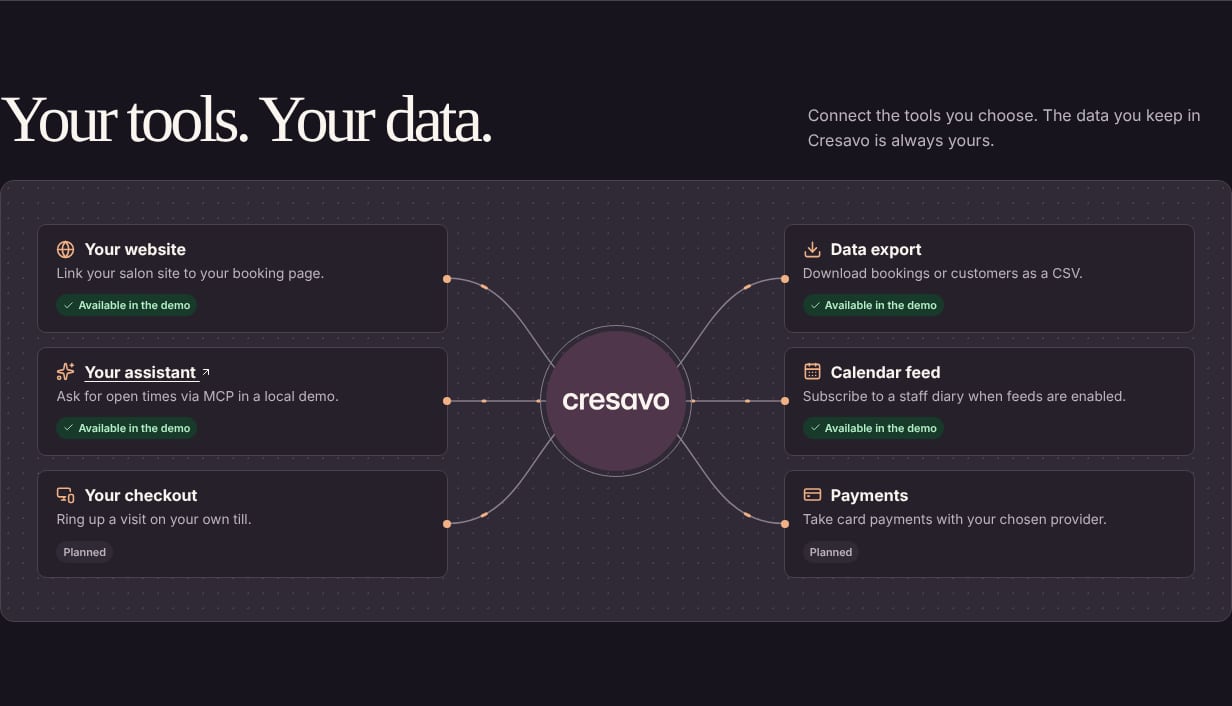 Your tools. Your data.
Connect the tools you choose. The data you keep in
Cresavo is always yours.
Your website
Link your salon site to your booking page.
Available in the demo
Your assistant
Ask for open times via MCP in a local demo.
Available in the demo
Your checkout
Ring up a visit on your own till.
Planned
cresavo
Data export
Download bookings or customers as a CSV.
Available in the demo
Calendar feed
Subscribe to a staff diary when feeds are enabled.
Available in the demo
Payments
Take card payments with your chosen provider.
Planned